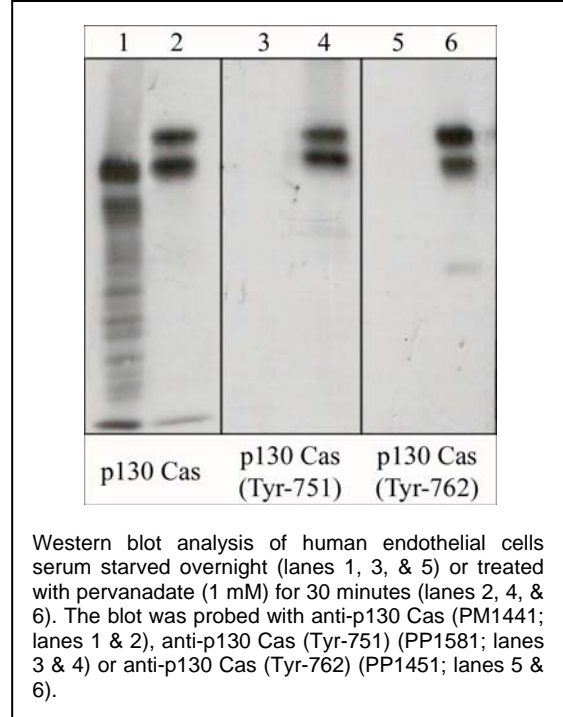 1 2 3 4 5 6
p130 Cas p130 Cas (Tyr-751) p130 Cas (Tyr-762)
Western blot analysis of human endothelial cells
serum starved overnight (lanes 1, 3, & 5) or treated
with pervanadate (1 mM) for 30 minutes (lanes 2, 4, &
6). The blot was probed with anti-p130 Cas (PM1441;
lanes 1 & 2), anti-p130 Cas (Tyr-751) (PP1581; lanes
3 & 4) or anti-p130 Cas (Tyr-762) (PP1451; lanes 5 &
6).